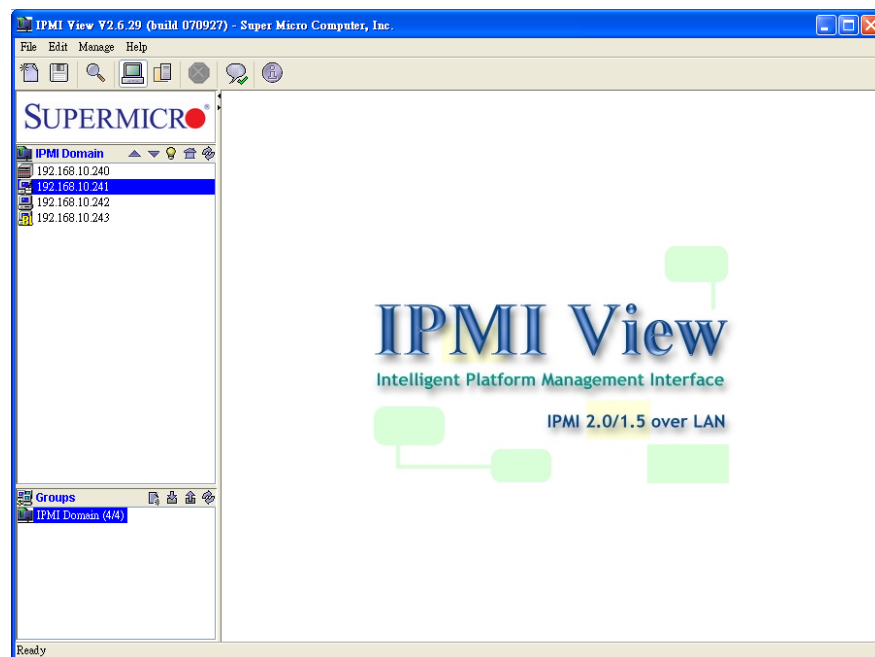 IPMI View V2.6.29 (build 070927) - Super Micro Computer, Inc.
File Edit Manage Help
SUPERMICRO®
IPMI Domain
192.168.10.240
192.168.10.241
192.168.10.242
192.168.10.243
IPMI View
Intelligent Platform Management Interface
IPMI 2.0/1.5 over LAN
Groups
IPMI Domain (4/4)
Ready